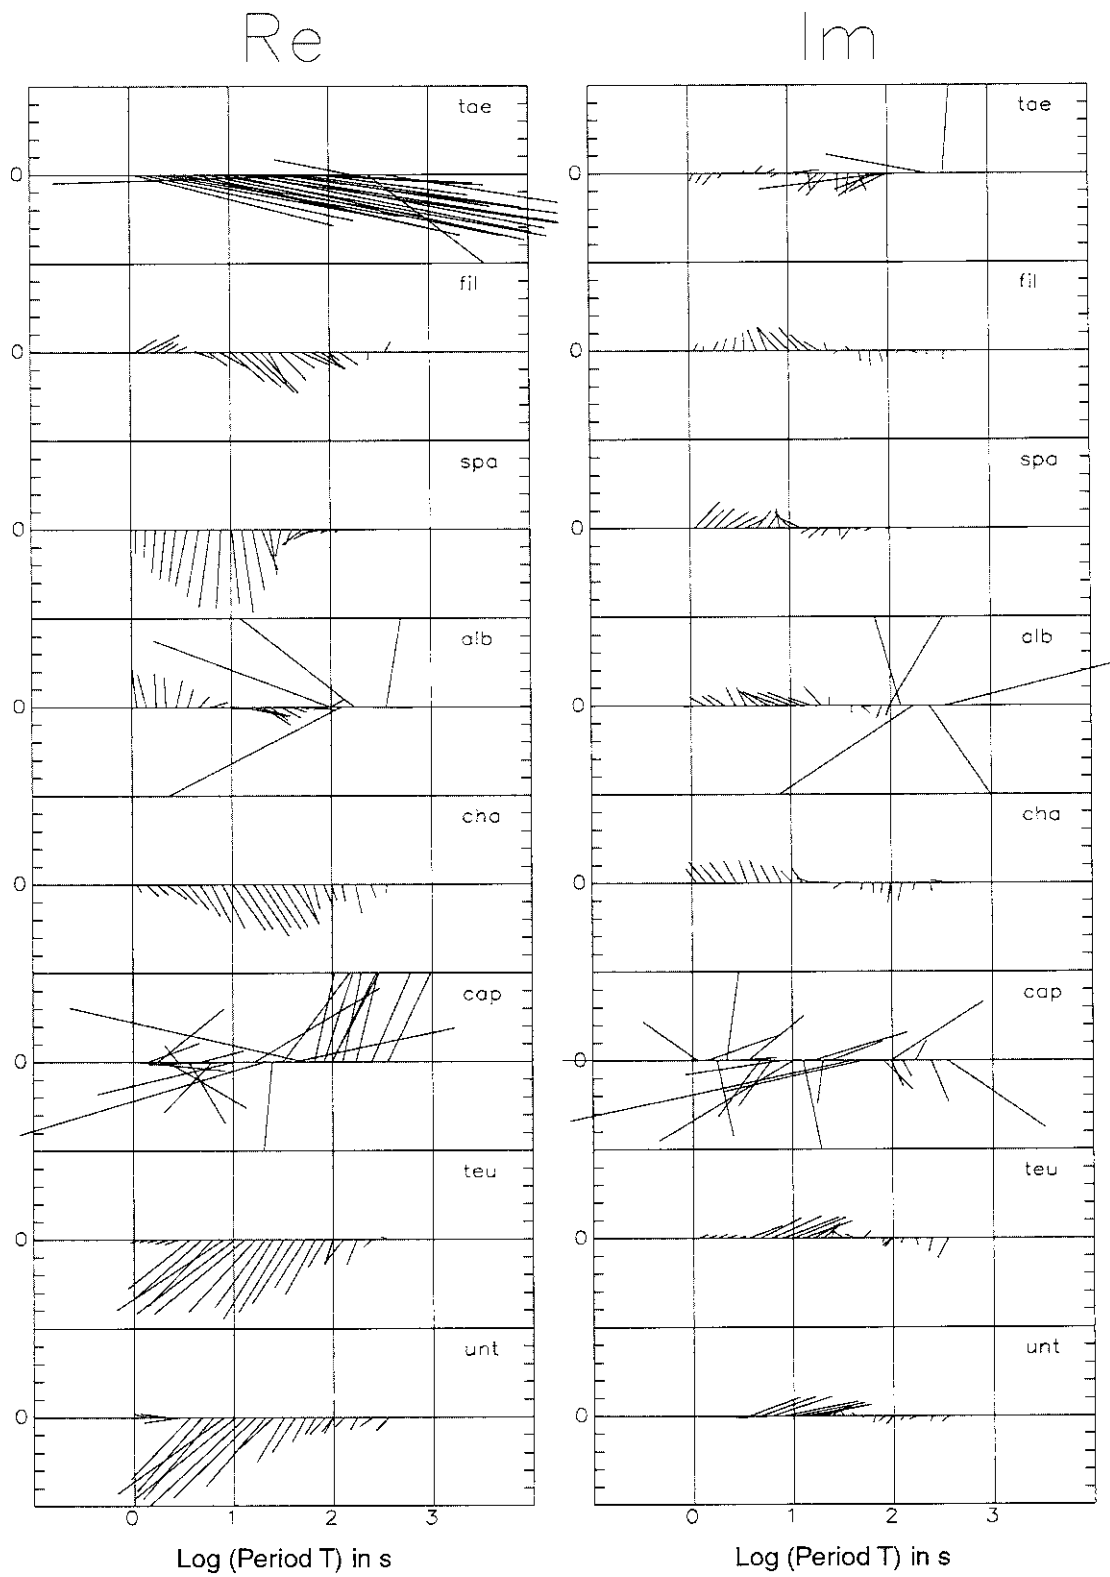 Re Im
tae tae
0 0
fil fil
0 0
spa spa
0 0
alb alb
0 0
cha cha
0 0
cap cap
0 0
teu teu
0 0
unt unt
0 0
0 1 2 3 0 1 2 3
Log (Period T) in s Log (Period T) in s